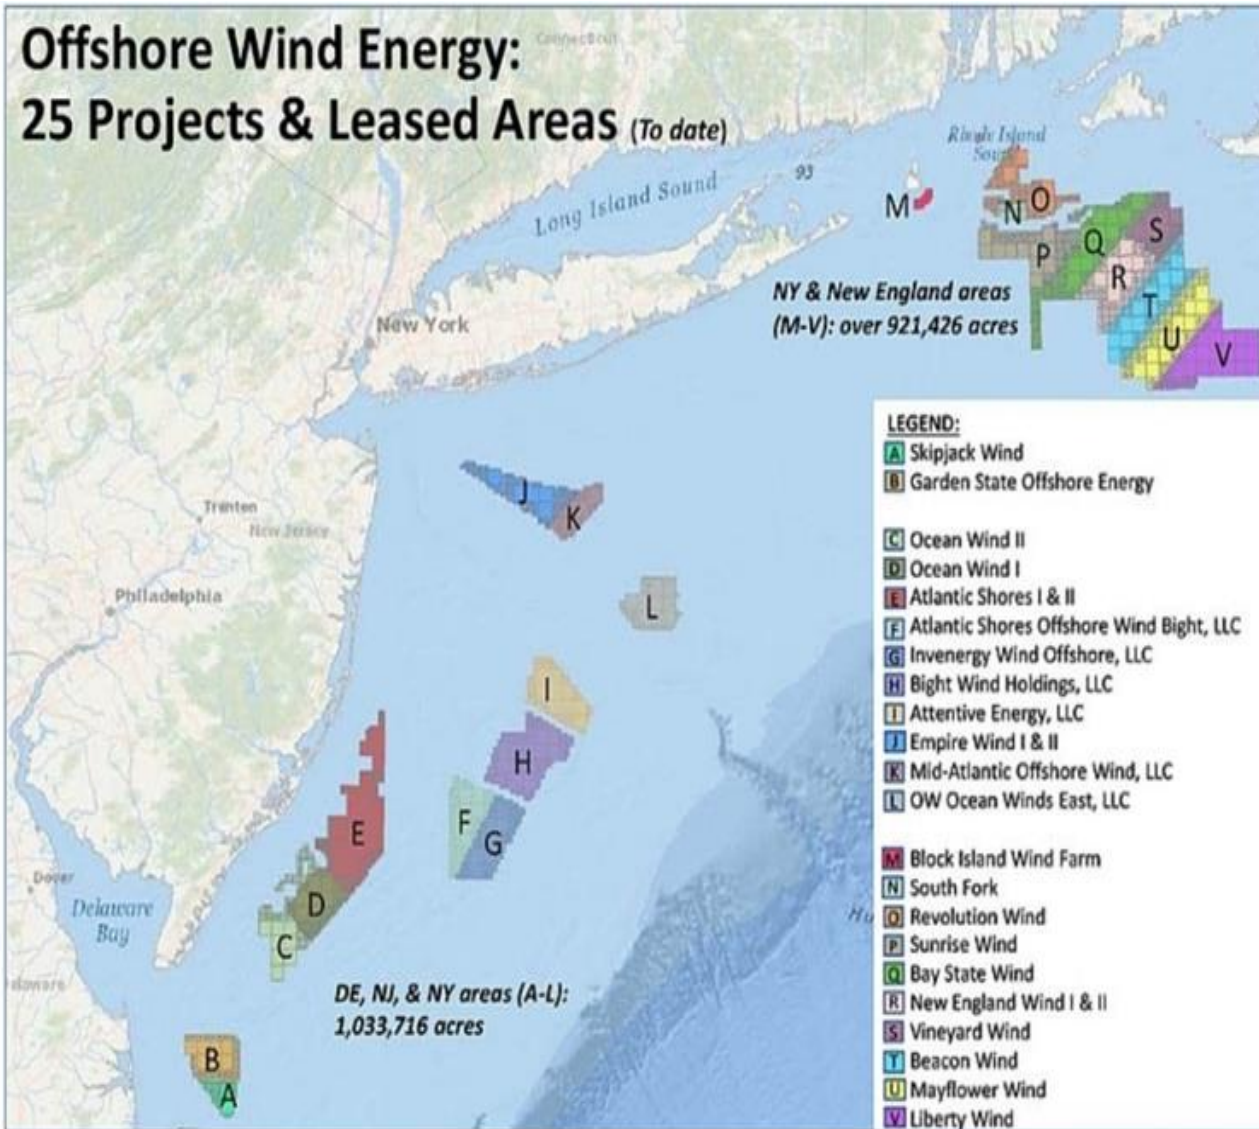 Offshore Wind Energy:
25 Projects & Leased Areas (To date)
Connecticut
Rhode Island
Sound
93
Long Island Sound
M
N
O
P
Q
R
S
T
U
V
NY & New England areas
(M-V): over 921,426 acres
New York
J
K
Trenton
New Jersey
Philadelphia
L
I
H
F
G
E
D
C
Dover
Delaware
Bay
Hu
DE, NJ, & NY areas (A-L):
1,033,716 acres
B
A
LEGEND:
A Skipjack Wind
B Garden State Offshore Energy
C Ocean Wind II
D Ocean Wind I
E Atlantic Shores I & II
F Atlantic Shores Offshore Wind Bight, LLC
G Invenergy Wind Offshore, LLC
H Bight Wind Holdings, LLC
I Attentive Energy, LLC
J Empire Wind I & II
K Mid-Atlantic Offshore Wind, LLC
L OW Ocean Winds East, LLC
M Block Island Wind Farm
N South Fork
O Revolution Wind
P Sunrise Wind
Q Bay State Wind
R New England Wind I & II
S Vineyard Wind
T Beacon Wind
U Mayflower Wind
V Liberty Wind